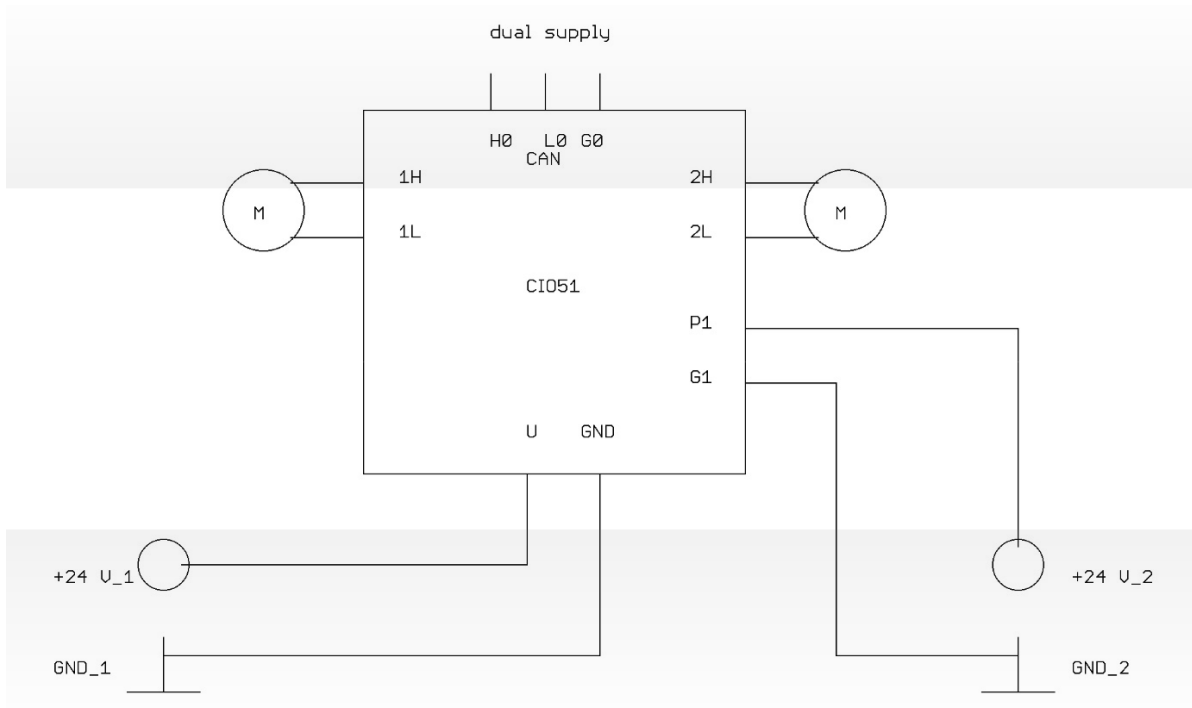 dual supply
H0 L0 G0
CAN
1H 2H
M M
1L 2L
CIO51
P1
G1
U GND
+24 V_1 +24 V_2
GND_1 GND_2